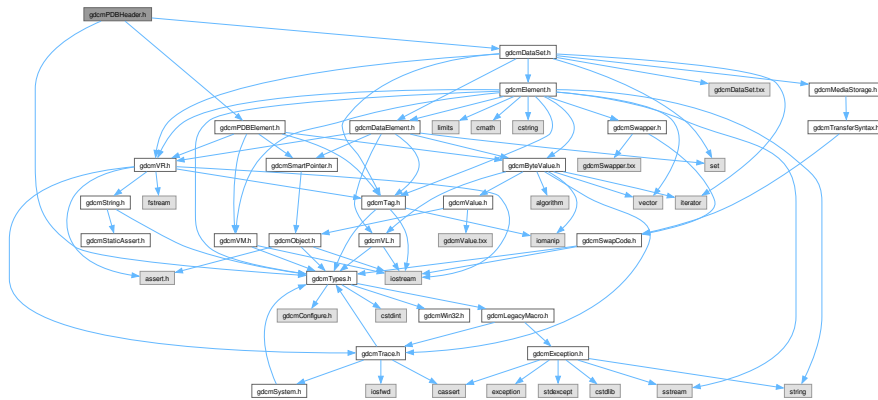 gdcmPDBHeader.h
gdcmDataSet.h
gdcmElement.h
gdcmDataSet.txx
gdcmMediaStorage.h
gdcmPDBElement.h
gdcmDataElement.h
limits
cmath
cstring
gdcmSwapper.h
gdcmTransferSyntax.h
gdcmVR.h
gdcmSmartPointer.h
gdcmByteValue.h
gdcmSwapper.txx
set
gdcmString.h
fstream
gdcmTag.h
gdcmValue.h
algorithm
vector
iterator
gdcmStaticAssert.h
gdcmVM.h
gdcmObject.h
gdcmVL.h
gdcmValue.txx
iomanip
gdcmSwapCode.h
assert.h
gdcmTypes.h
iostream
gdcmConfigure.h
cstdint
gdcmWin32.h
gdcmLegacyMacro.h
gdcmTrace.h
gdcmException.h
gdcmSystem.h
iosfwd
cassert
exception
stdexcept
cstdlib
sstream
string